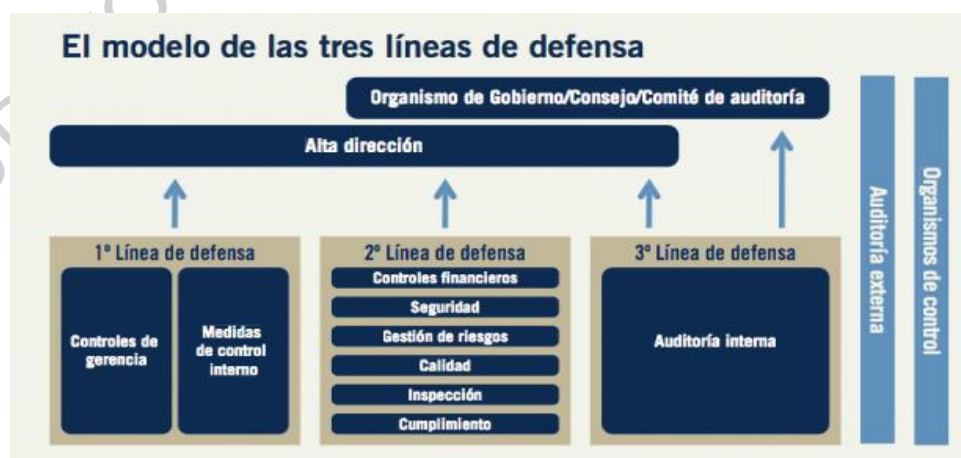 El modelo de las tres líneas de defensa
Organismo de Gobierno/Consejo/Comité de auditoría
Alta dirección
1º Línea de defensa
Controles de
gerencia
Medidas
de control
interno
2º Línea de defensa
Controles financieros
Seguridad
Gestión de riesgos
Calidad
Inspección
Cumplimiento
3º Línea de defensa
Auditoría interna
Auditoría externa
Organismos de control